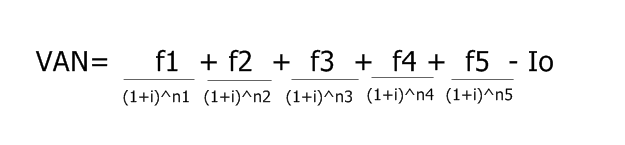 VAN= f1 + f2 + f3 + f4 + f5 - Io
(1+i)^n1 (1+i)^n2 (1+i)^n3 (1+i)^n4 (1+i)^n5